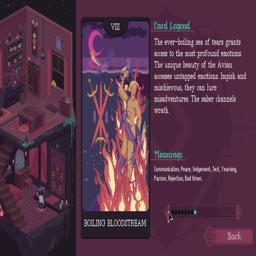 VIII
BOILING BLOODSTREAM
Card Legend
The ever-boiling sea of tears grants
access to the most profound emotions.
The unique beauty of the Avian
accesses untapped emotions. Impish and
mischievous, they can lure
misadventures. The saber channels
wrath.
Meanings
Communication, Peace, Judgement, Text, Yearning,
Passion, Rejection, Bad Omen.
Back